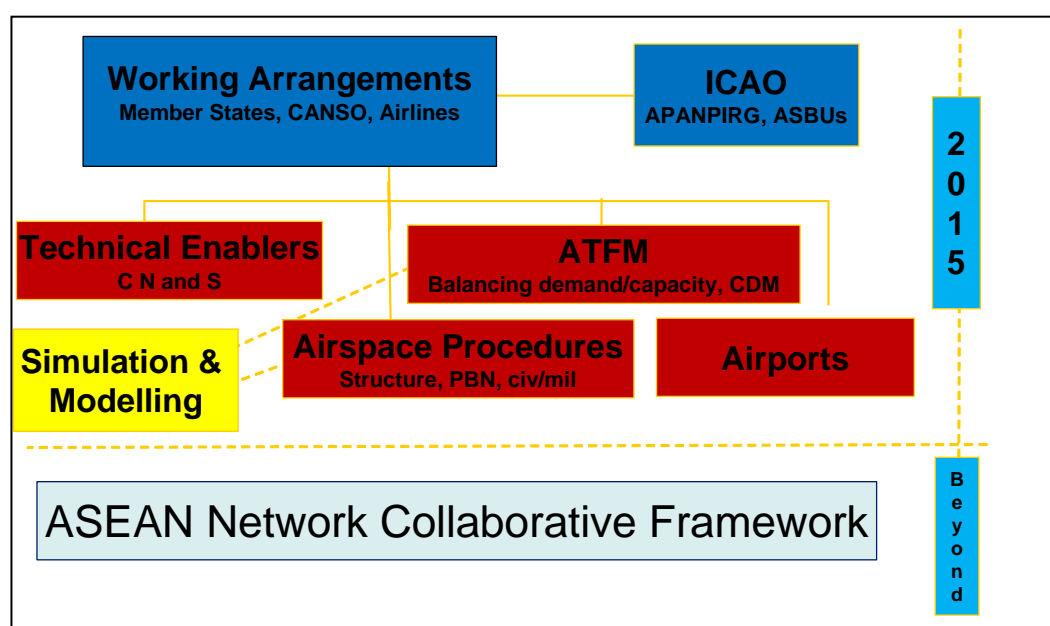 Working Arrangements
Member States, CANSO, Airlines
ICAO
APANPIRG, ASBUs
2
0
1
5
Technical Enablers
C N and S
ATFM
Balancing demand/capacity, CDM
Simulation &
Modelling
Airspace Procedures
Structure, PBN, civ/mil
Airports
ASEAN Network Collaborative Framework
B
e
y
o
n
d